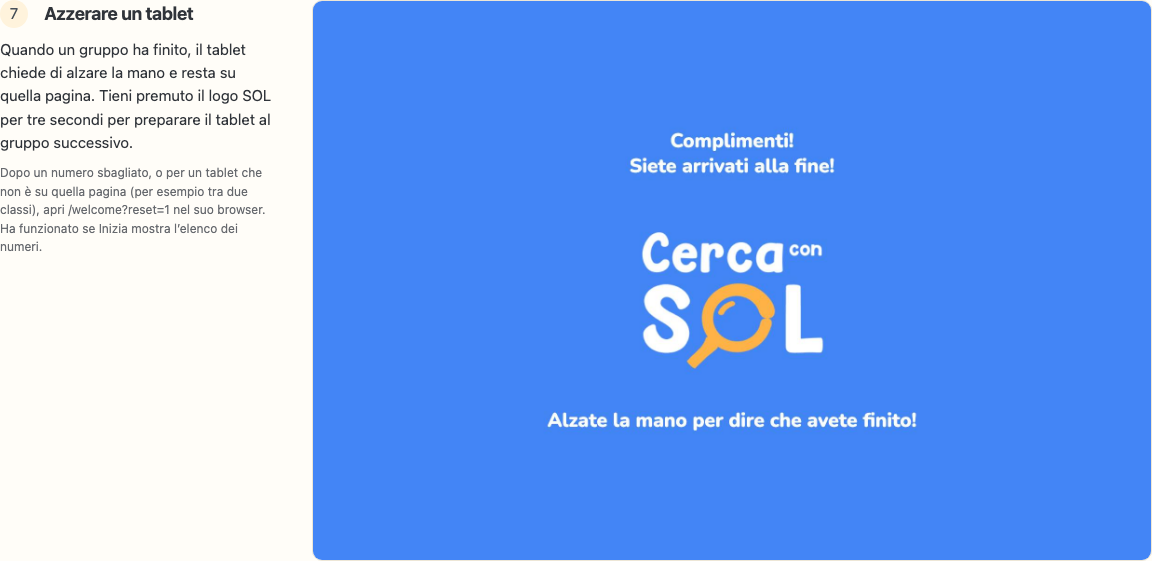 7 Azzerare un tablet
Quando un gruppo ha finito, il tablet
chiede di alzare la mano e resta su
quella pagina. Tieni premuto il logo SOL
per tre secondi per preparare il tablet al
gruppo successivo.
Dopo un numero sbagliato, o per un tablet che
non è su quella pagina (per esempio tra due
classi), apri /welcome?reset=1 nel suo browser.
Ha funzionato se Inizia mostra l'elenco dei
numeri.
Complimenti!
Siete arrivati alla fine!
Cerca con
SOL
Alzate la mano per dire che avete finito!